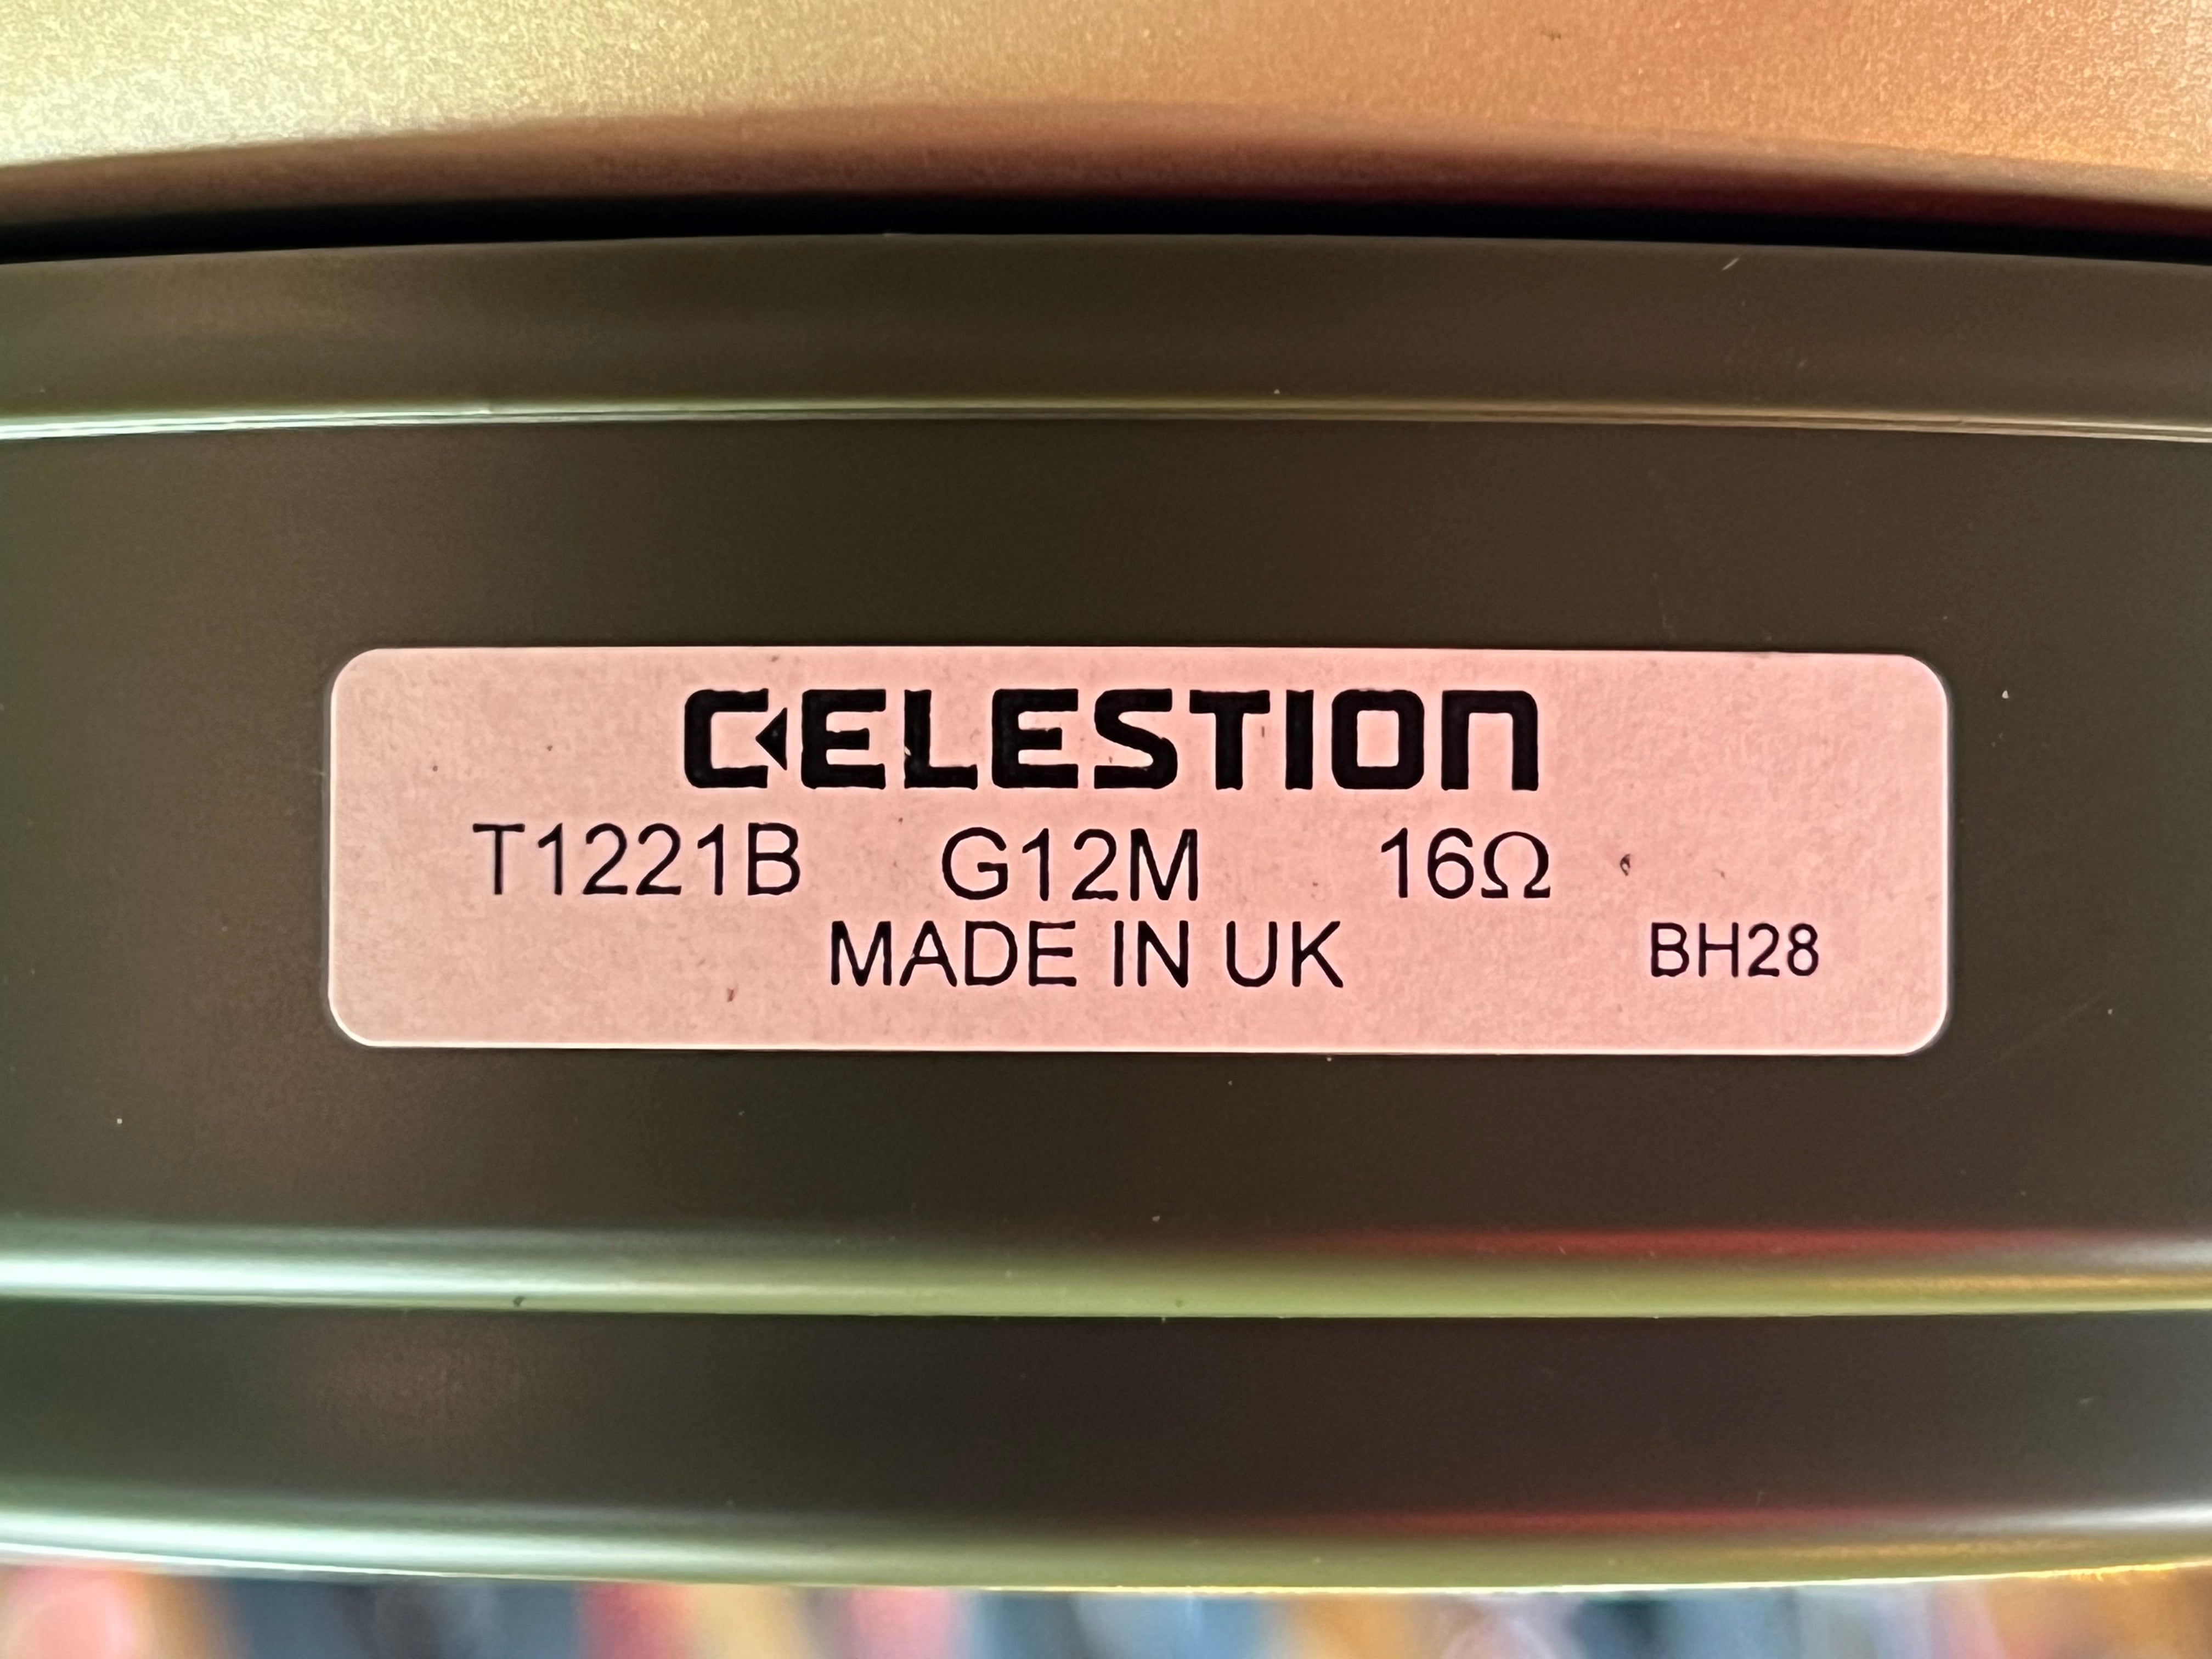 CELESTION
T1221B G12M 16Ω
MADE IN UK BH28